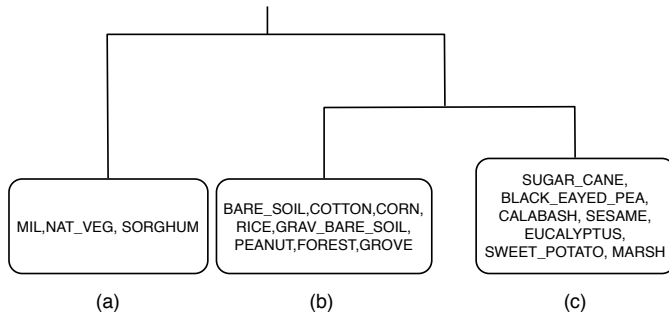 MIL,NAT_VEG, SORGHUM
BARE_SOIL,COTTON,CORN,
RICE,GRAV_BARE_SOIL,
PEANUT,FOREST,GROVE
SUGAR_CANE,
BLACK_EAYED_PEA,
CALABASH, SESAME,
EUCALYPTUS,
SWEET_POTATO, MARSH
(a)
(b)
(c)